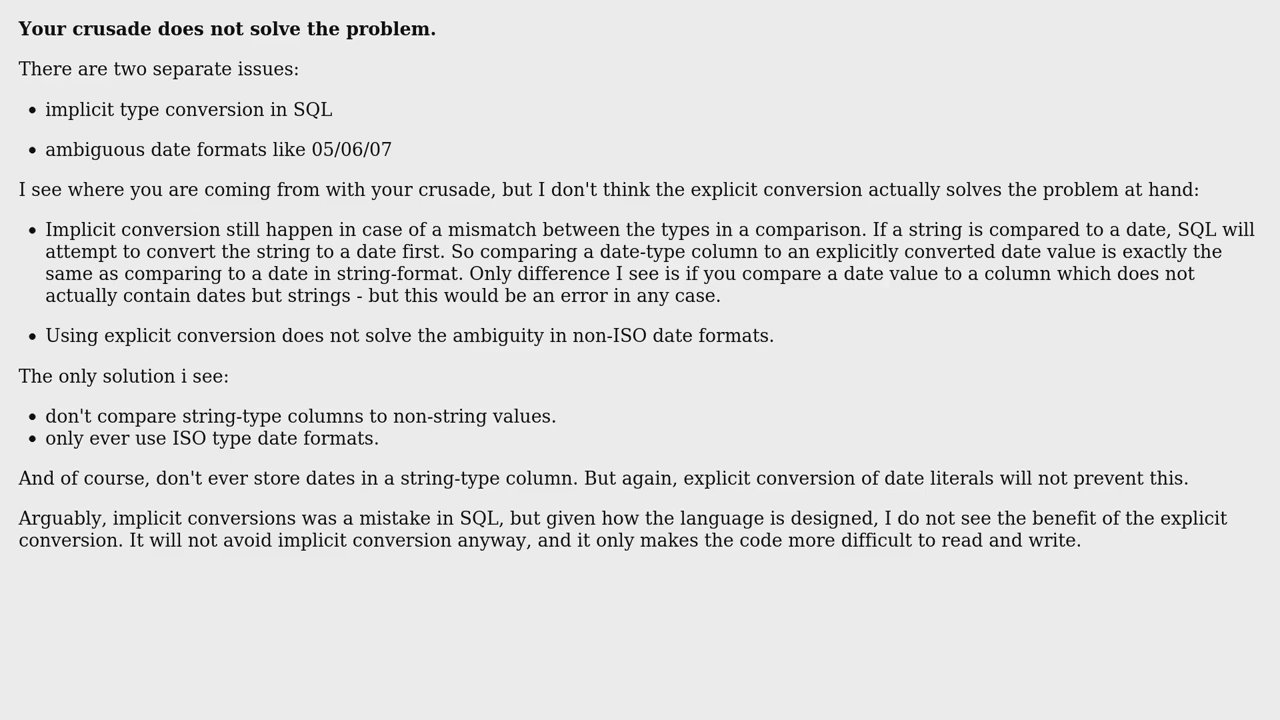 Your crusade does not solve the problem.
There are two separate issues:
• implicit type conversion in SQL
• ambiguous date formats like 05/06/07
I see where you are coming from with your crusade, but I don't think the explicit conversion actually solves the problem at hand:
• Implicit conversion still happen in case of a mismatch between the types in a comparison. If a string is compared to a date, SQL will
attempt to convert the string to a date first. So comparing a date-type column to an explicitly converted date value is exactly the
same as comparing to a date in string-format. Only difference I see is if you compare a date value to a column which does not
actually contain dates but strings - but this would be an error in any case.
• Using explicit conversion does not solve the ambiguity in non-ISO date formats.
The only solution i see:
• don't compare string-type columns to non-string values.
• only ever use ISO type date formats.
And of course, don't ever store dates in a string-type column. But again, explicit conversion of date literals will not prevent this.
Arguably, implicit conversions was a mistake in SQL, but given how the language is designed, I do not see the benefit of the explicit
conversion. It will not avoid implicit conversion anyway, and it only makes the code more difficult to read and write.